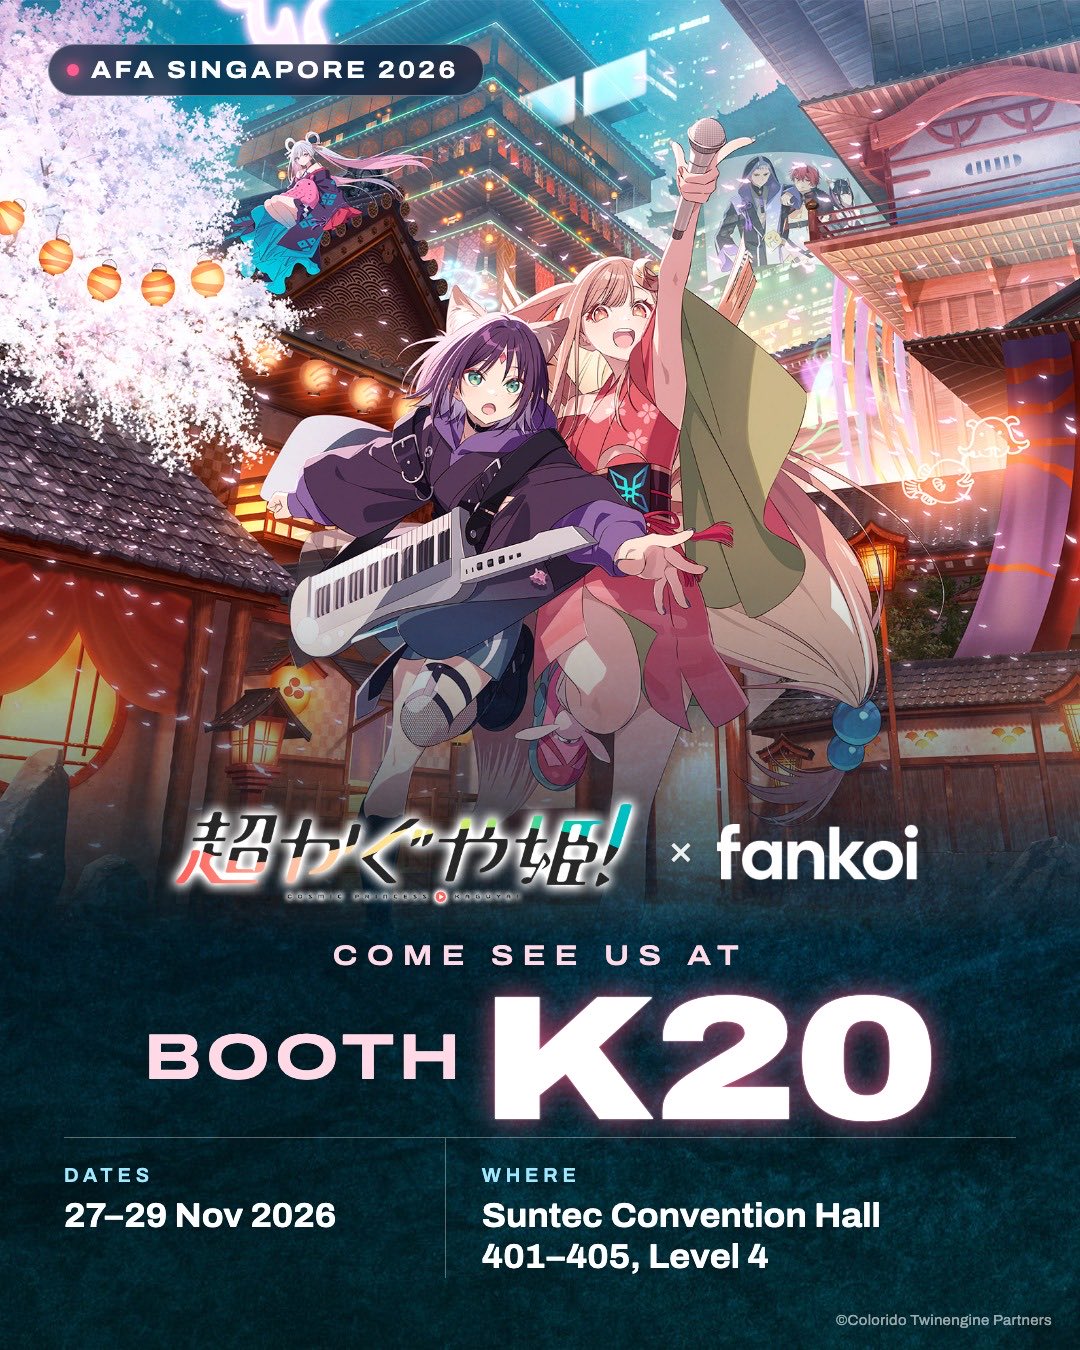 AFA SINGAPORE 2026
超かぐや姫!
COSMIC PRINCESS KAGUYA!
× fankoi
COME SEE US AT
BOOTH K20
DATES
27–29 Nov 2026
WHERE
Suntec Convention Hall
401–405, Level 4
©Colorido Twinengine Partners